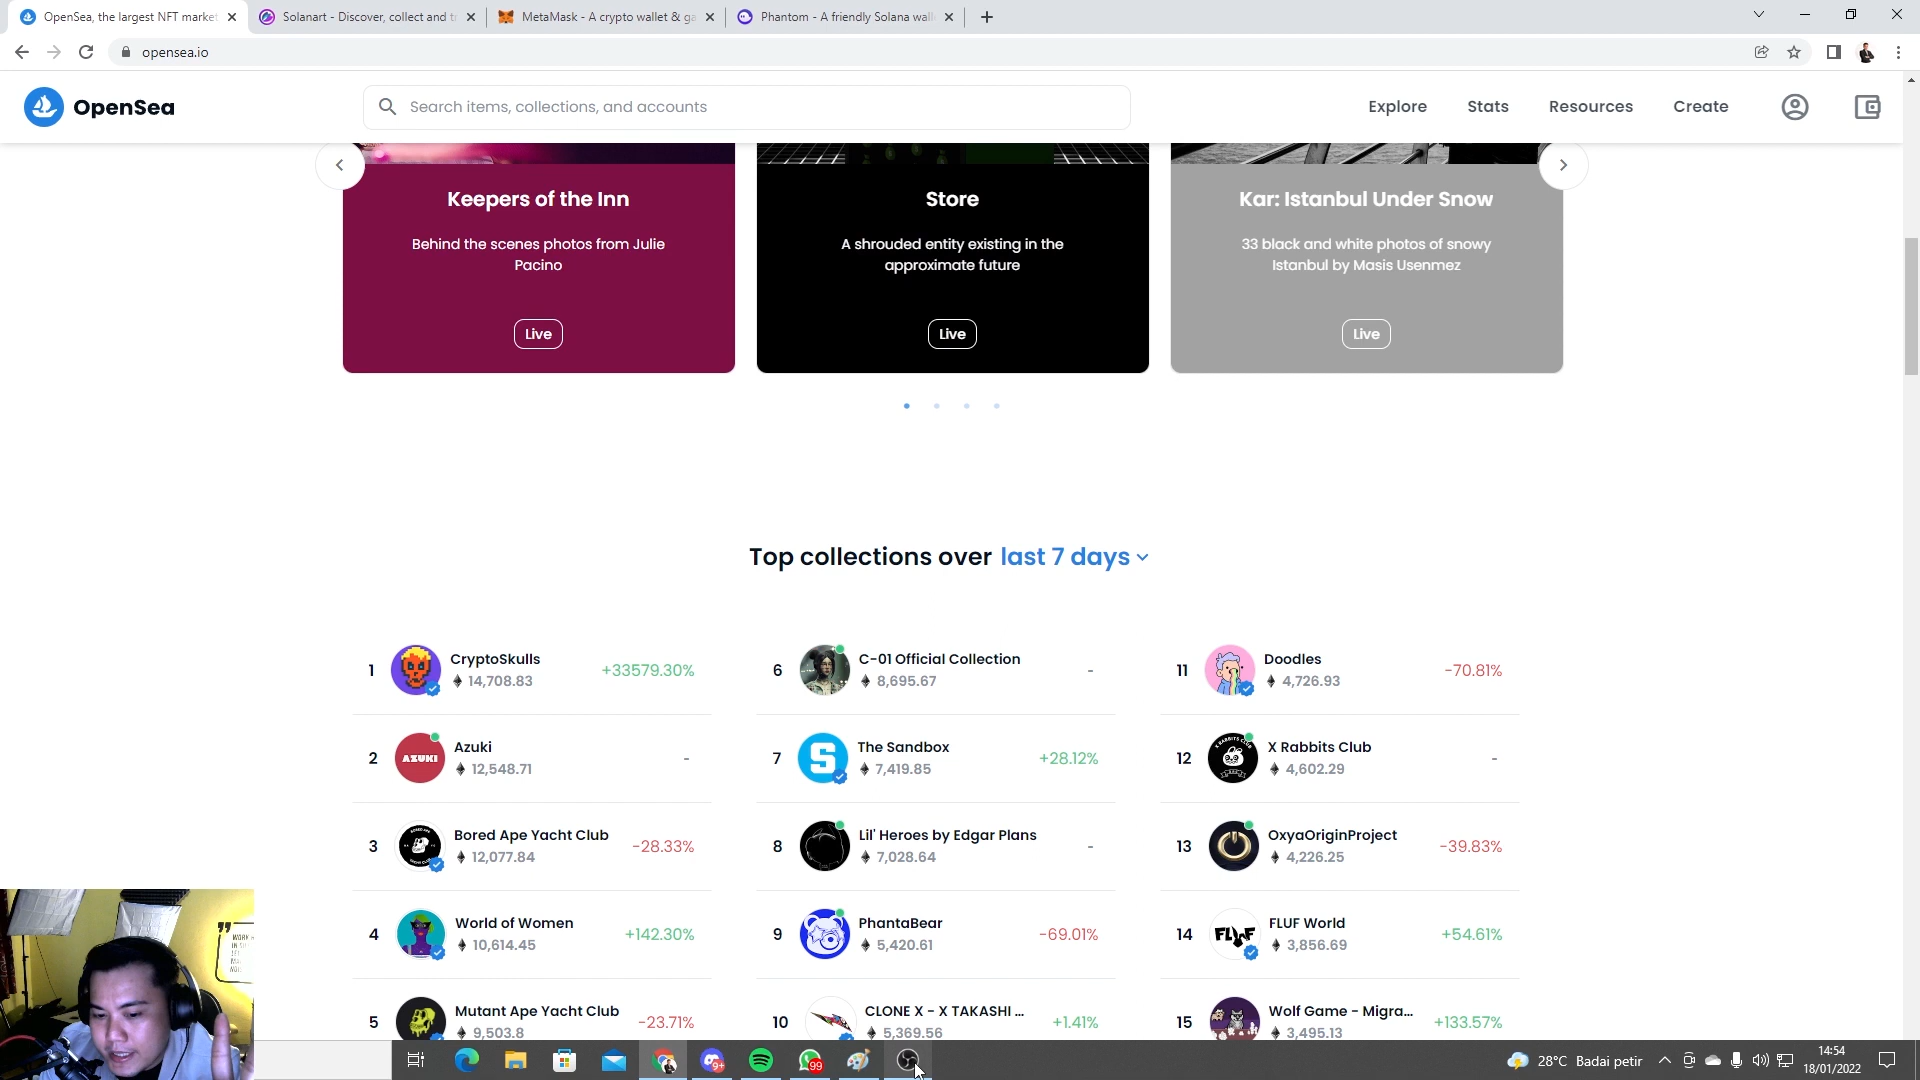 OpenSea, the largest NFT market
Solanart - Discover, collect and tr
MetaMask - A crypto wallet & ga
Phantom - A friendly Solana wall
opensea.io
OpenSea
Search items, collections, and accounts
Explore
Stats
Resources
Create
Keepers of the Inn
Behind the scenes photos from Julie
Pacino
Live
Store
A shrouded entity existing in the
approximate future
Live
Kar: Istanbul Under Snow
33 black and white photos of snowy
Istanbul by Masis Usenmez
Live
Top collections over last 7 days
1 CryptoSkulls +33579.30%
14,708.83
2 AZUKI Azuki -
12,548.71
3 Bored Ape Yacht Club -28.33%
12,077.84
4 World of Women +142.30%
10,614.45
5 Mutant Ape Yacht Club -23.71%
9,503.8
6 C-01 Official Collection -
8,695.67
7 S The Sandbox +28.12%
7,419.85
8 Lil' Heroes by Edgar Plans -
7,028.64
9 PhantaBear -69.01%
5,420.61
10 CLONE X - X TAKASHI ... +1.41%
5,369.56
11 Doodles -70.81%
4,726.93
12 X Rabbits Club -
4,602.29
13 OxyaOriginProject -39.83%
4,226.25
14 FLUF FLUF World +54.61%
3,856.69
15 Wolf Game - Migra... +133.57%
3,495.13
9+
99
28°C Badai petir
14:54
18/01/2022